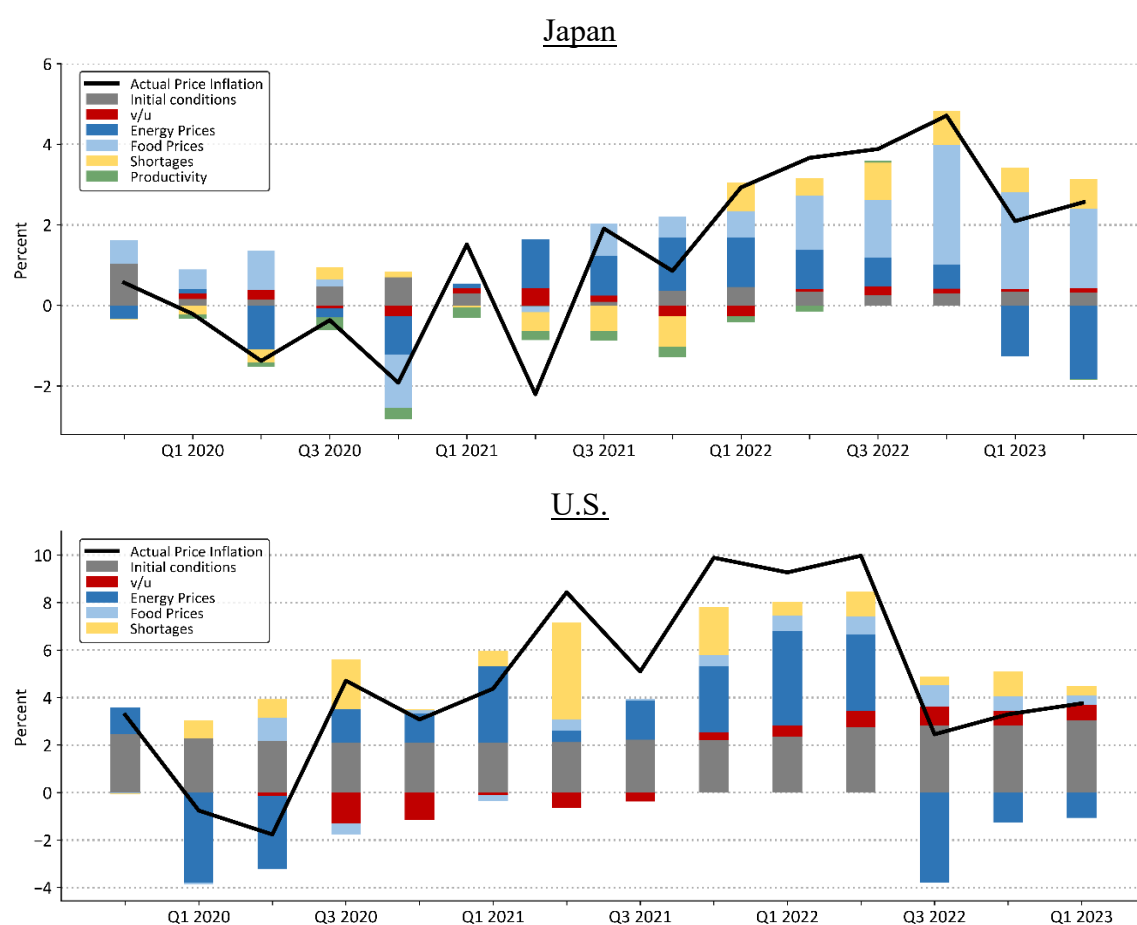 Japan
6
4
2
0
−2
Percent
Actual Price Inflation
Initial conditions
v/u
Energy Prices
Food Prices
Shortages
Productivity
Q1 2020 Q3 2020 Q1 2021 Q3 2021 Q1 2022 Q3 2022 Q1 2023
U.S.
10
8
6
4
2
0
−2
−4
Percent
Actual Price Inflation
Initial conditions
v/u
Energy Prices
Food Prices
Shortages
Q1 2020 Q3 2020 Q1 2021 Q3 2021 Q1 2022 Q3 2022 Q1 2023